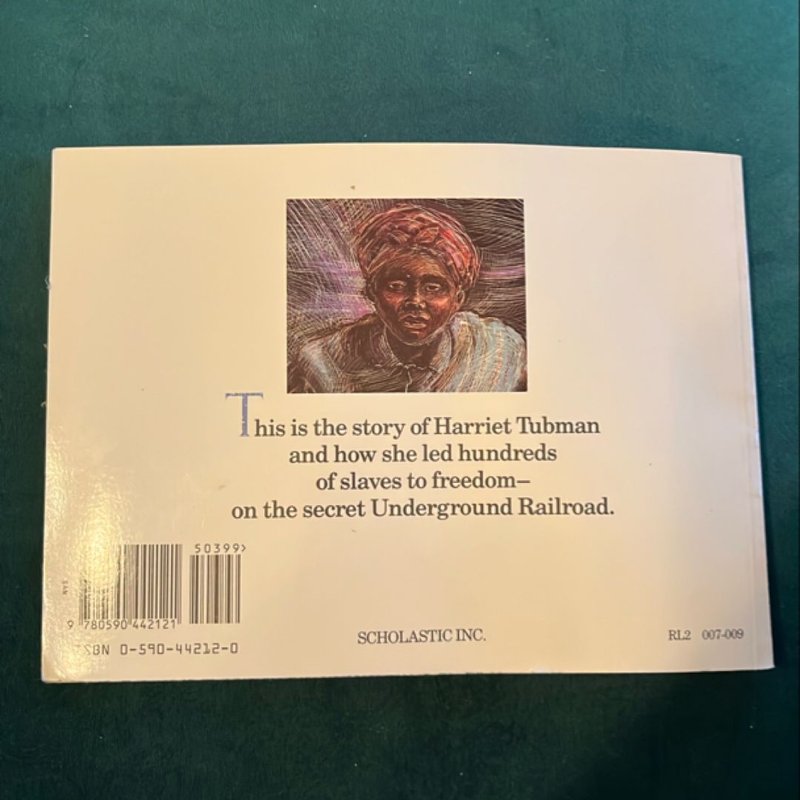 This is the story of Harriet Tubman
and how she led hundreds
of slaves to freedom—
on the secret Underground Railroad.
50399>
9 780590 442121
ISBN 0-590-44212-0
SCHOLASTIC INC.
RL2 007-009